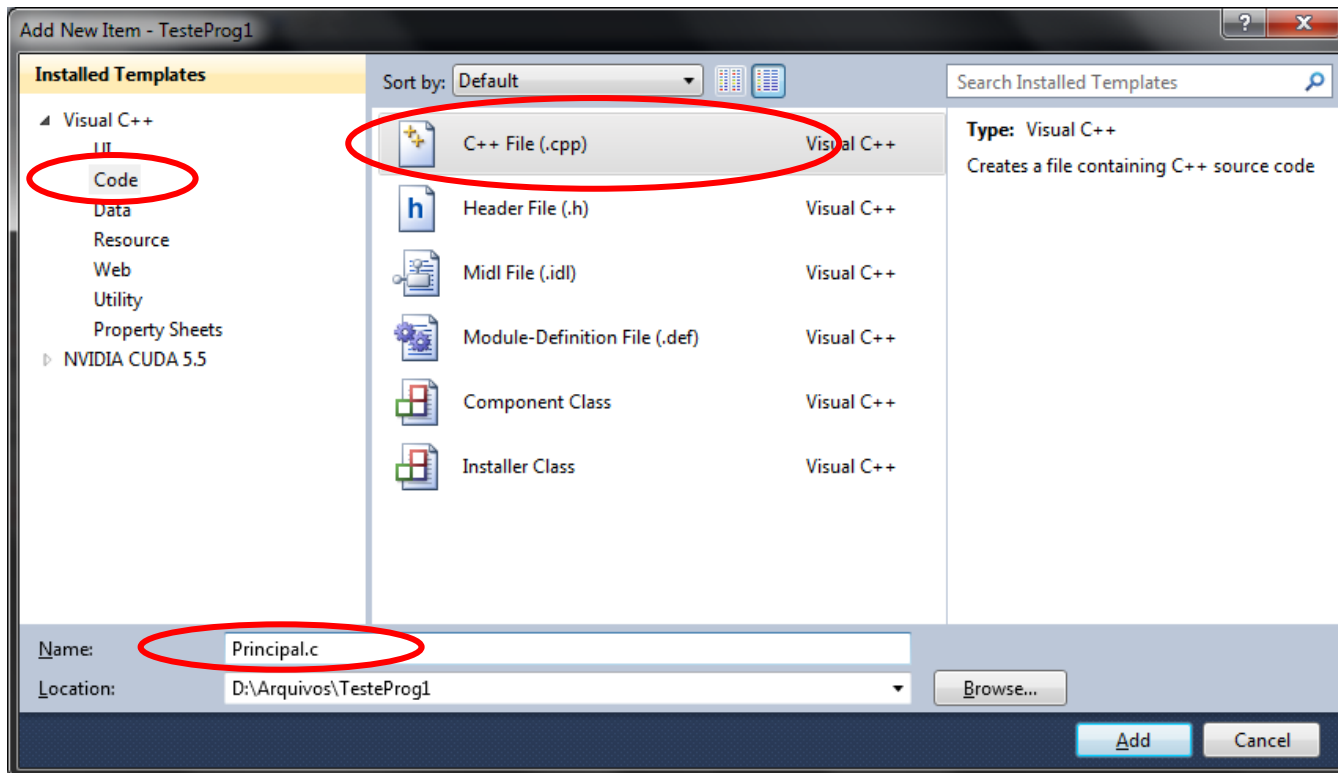 Add New Item - TesteProg1
Installed Templates
Visual C++
UI
Code
Data
Resource
Web
Utility
Property Sheets
NVIDIA CUDA 5.5
Sort by: Default
C++ File (.cpp) Visual C++
Header File (.h) Visual C++
Midl File (.idl) Visual C++
Module-Definition File (.def) Visual C++
Component Class Visual C++
Installer Class Visual C++
Search Installed Templates
Type: Visual C++
Creates a file containing C++ source code
Name: Principal.c
Location: D:\Arquivos\TesteProg1 Browse...
Add Cancel